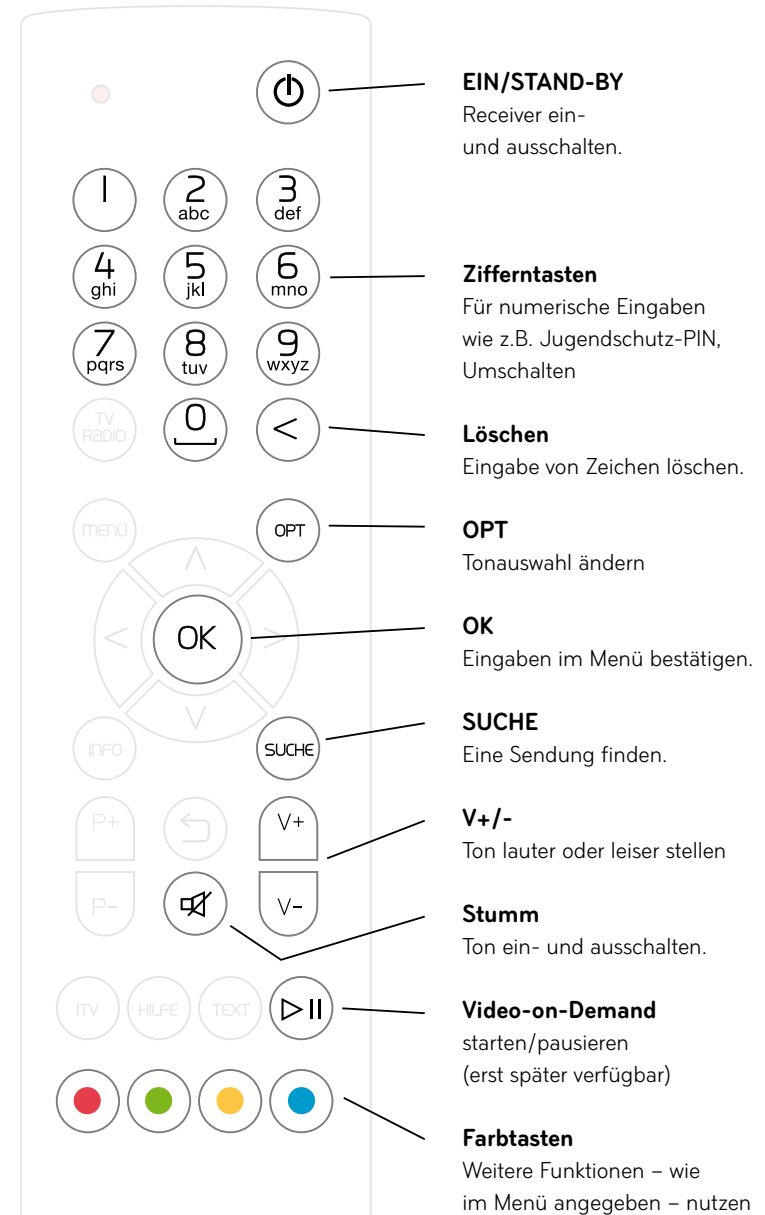 EIN/STAND-BY
Receiver ein-
und ausschalten.
1
2
3
abc
def
4
5
6
ghi
jkl
mno
Zifferntasten
Für numerische Eingaben
wie z.B. Jugendschutz-PIN,
Umschalten
7
8
9
pqrs
tuv
wxyz
TV
RADIO
0
<
Löschen
Eingabe von Zeichen löschen.
MENÜ
OPT
OPT
Tonauswahl ändern
OK
OK
Eingaben im Menü bestätigen.
INFO
SUCHE
SUCHE
Eine Sendung finden.
P+
V+
V+/-
Ton lauter oder leiser stellen
P-
V-
Stumm
Ton ein- und ausschalten.
ITV
HILFE
TEXT
Video-on-Demand
starten/pausieren
(erst später verfügbar)
Farbtasten
Weitere Funktionen – wie
im Menü angegeben – nutzen